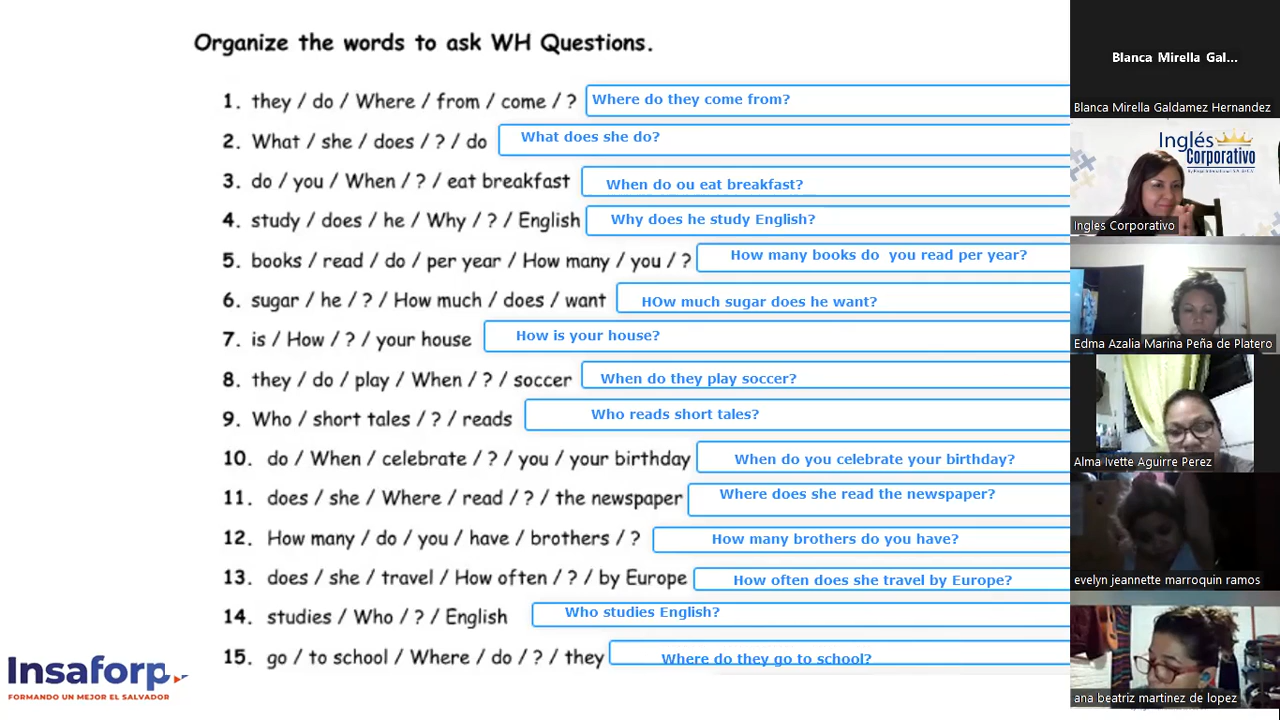 Organize the words to ask WH Questions.
1. they / do / Where / from / come / ? Where do they come from?
2. What / she / does / ? / do What does she do?
3. do / you / When / ? / eat breakfast When do ou eat breakfast?
4. study / does / he / Why / ? / English Why does he study English?
5. books / read / do / per year / How many / you / ? How many books do  you read per year?
6. sugar / he / ? / How much / does / want HOw much sugar does he want?
7. is / How / ? / your house How is your house?
8. they / do / play / When / ? / soccer When do they play soccer?
9. Who / short tales / ? / reads Who reads short tales?
10. do / When / celebrate / ? / you / your birthday When do you celebrate your birthday?
11. does / she / Where / read / ? / the newspaper Where does she read the newspaper?
12. How many / do / you / have / brothers / ? How many brothers do you have?
13. does / she / travel / How often / ? / by Europe How often does she travel by Europe?
14. studies / Who / ? / English Who studies English?
15. go / to school / Where / do / ? / they Where do they go to school?
Insaforp
FORMANDO UN MEJOR EL SALVADOR
Blanca Mirella Gal...
Blanca Mirella Galdamez Hernandez
Inglés
Corporativo
Ingles Corporativo
Edma Azalia Marina Peña de Platero
Alma Ivette Aguirre Perez
evelyn jeannette marroquin ramos
ana beatriz martinez de lopez